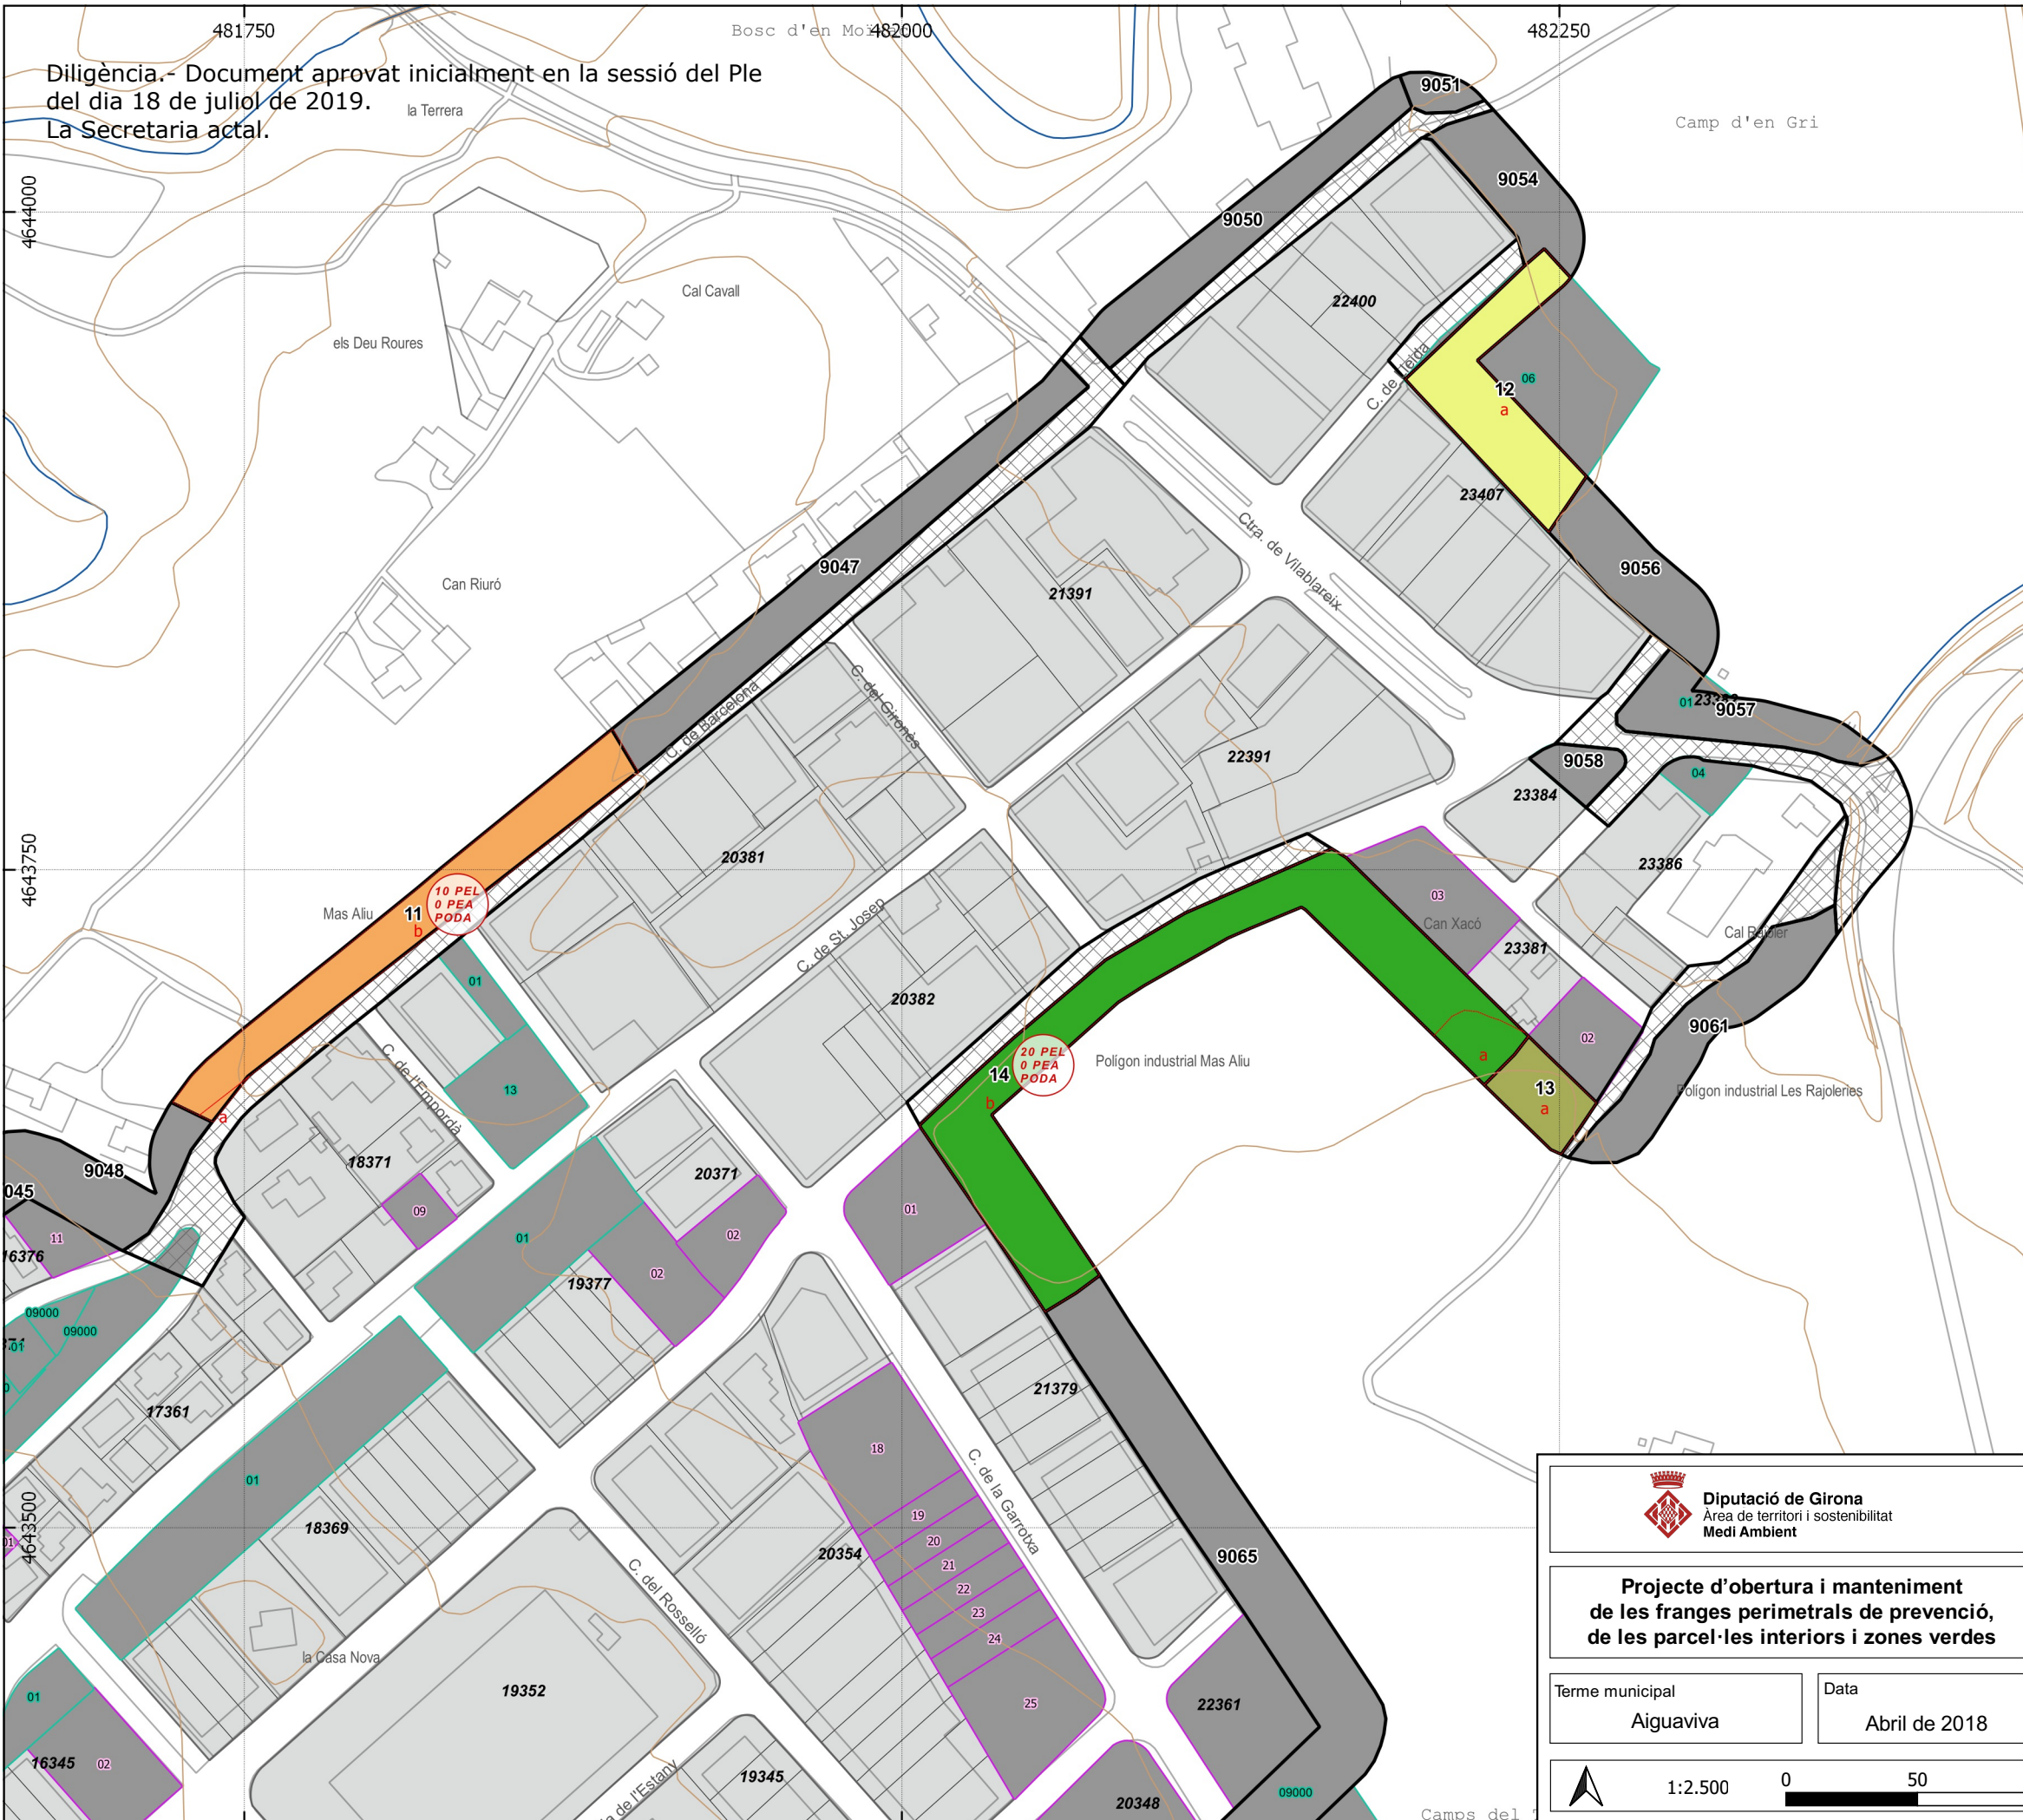 481750
482000
482250
Bosc d'en
Diligència.- Document aprovat inicialment en la sessió del Ple
del dia 18 de juliol de 2019.
La Secretaria actal.
la Terrera
Camp d'en Gri
4644000
4643750
4643500
9051
9054
9050
Cal Cavall
els Deu Roures
22400
C. de Lleida
12
a
06
23407
9047
Can Riuró
21391
Ctra. de Vilablareix
9056
C. de Barcelona
C. del Gironès
01
9057
22391
9058
04
23384
23386
20381
10 PEL
0 PEA
PODA
Mas Aliu
11
b
03
Can Xacó
23381
C. de St. Josep
20382
01
9061
02
20 PEL
0 PEA
PODA
14
b
Polígon industrial Mas Aliu
a
13
a
Polígon industrial Les Rajoleries
C. de l'Empordà
13
a
9048
045
18371
20371
09
01
01
02
02
11
16376
19377
09000
09000
01
17361
21379
18
01
C. de la Garrotxa
19
20
21
22
23
24
25
18369
20354
9065
01
C. del Rosselló
la Casa Nova
19352
22361
01
02
16345
19345
20348
09000
de l'Estany
Camps del
Diputació de Girona
Àrea de territori i sostenibilitat
Medi Ambient
Projecte d'obertura i manteniment
de les franges perimetrals de prevenció,
de les parcel·les interiors i zones verdes
Terme municipal
Aiguaviva
Data
Abril de 2018
1:2.500
0
50